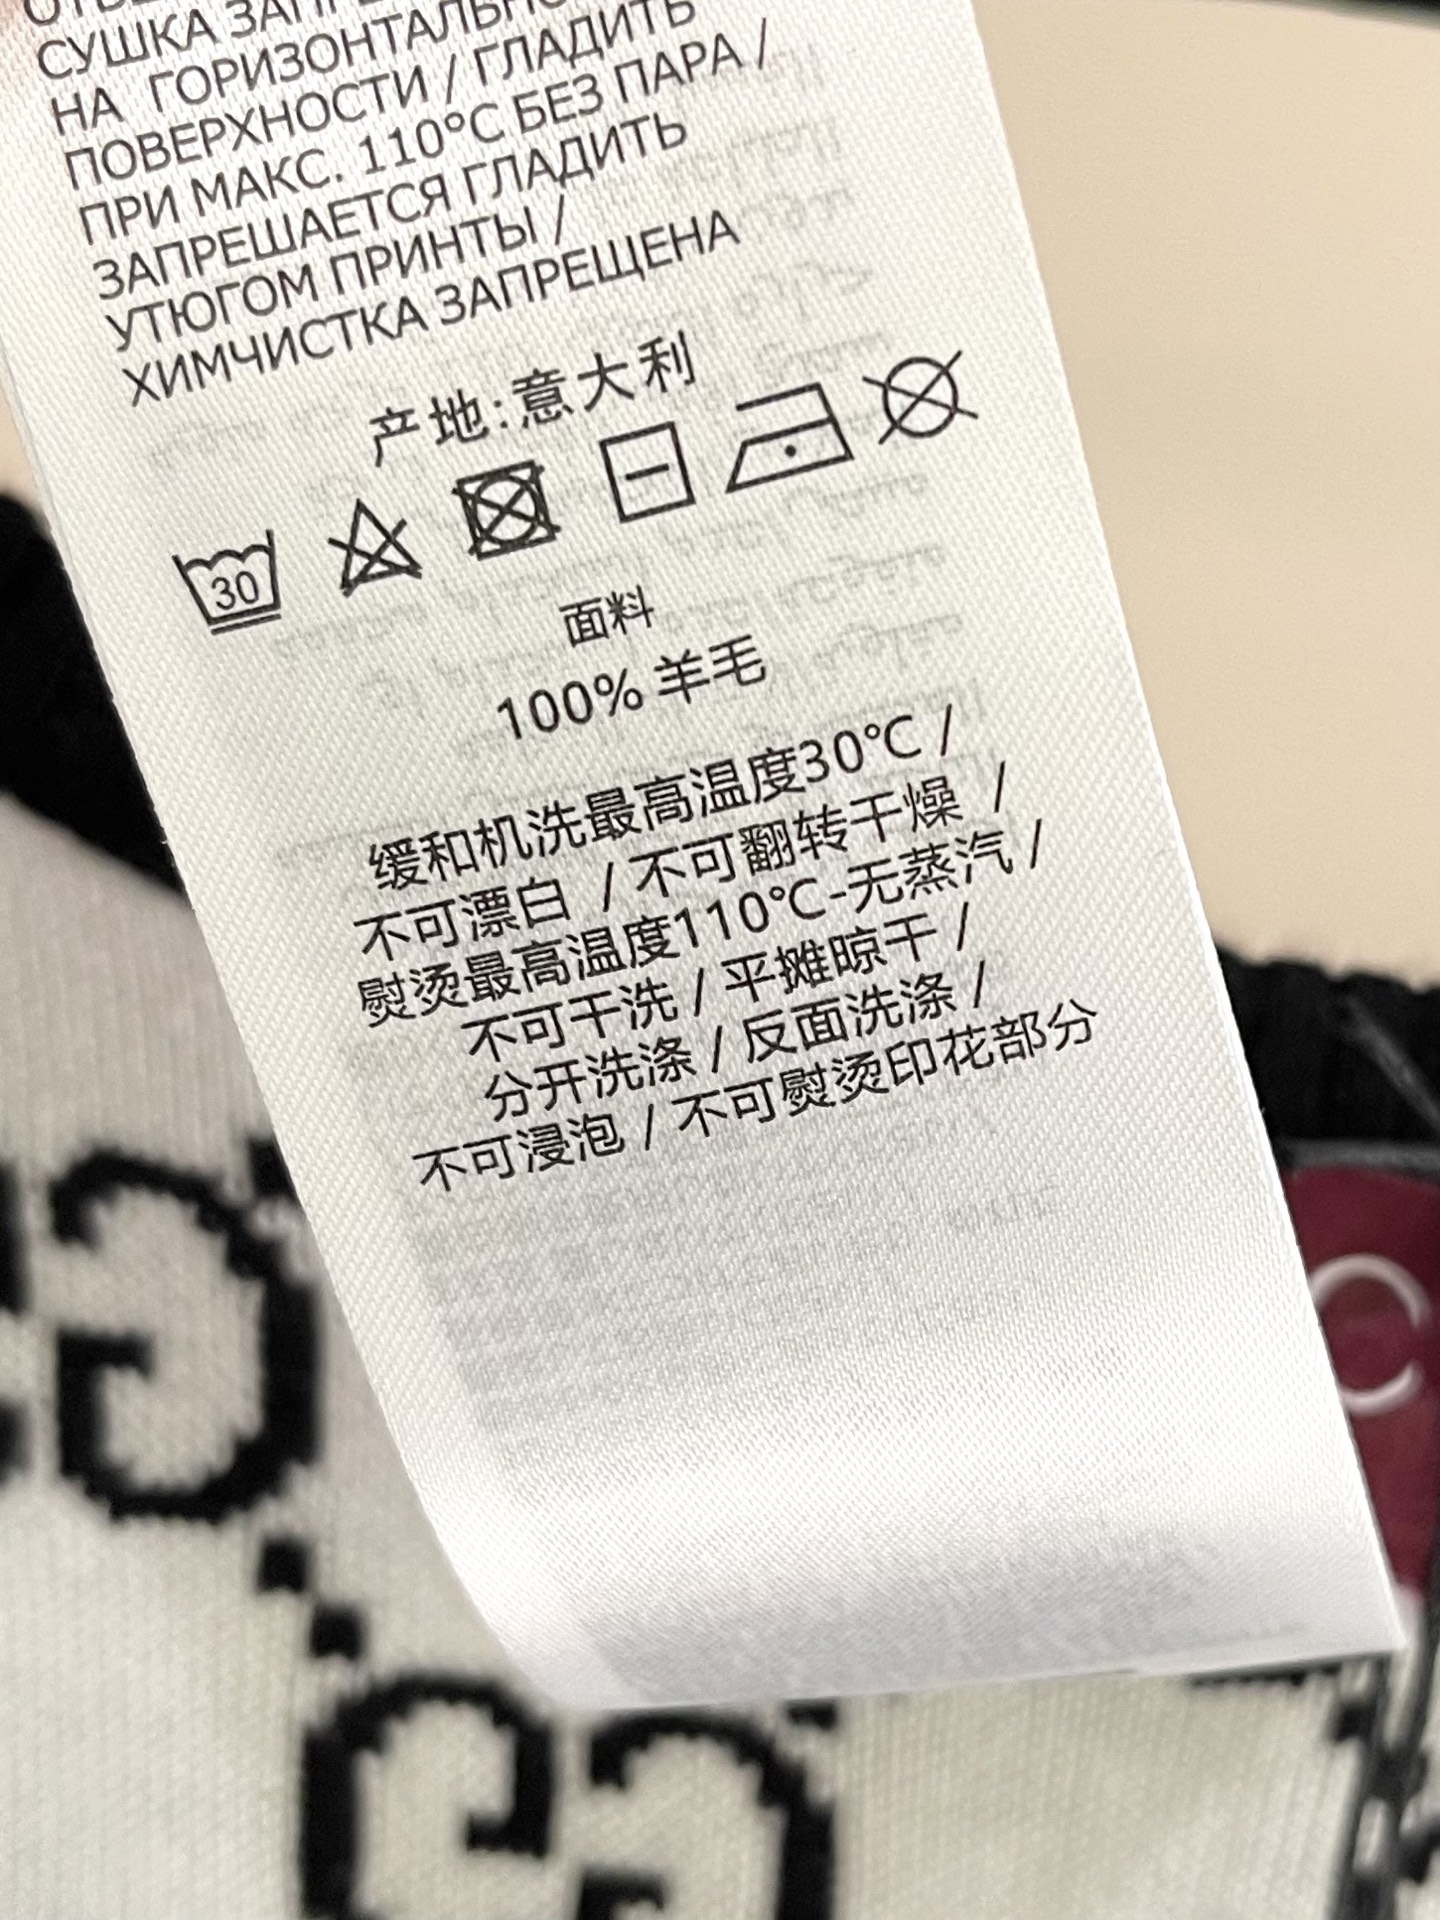 СУШКА
НА ГОРИЗОНТАЛЬНОЙ
ПОВЕРХНОСТИ / ГЛАДИТЬ
ПРИ МАКС. 110°C БЕЗ ПАРА /
ЗАПРЕШАЕТСЯ ГЛАДИТЬ
УТЮГОМ ПРИНТЫ /
ХИМЧИСТКА ЗАПРЕЩЕНА
产地:意大利
30
面料
100% 羊毛
缓和机洗最高温度30°C /
不可漂白 / 不可翻转干燥 /
熨烫最高温度110°C-无蒸汽 /
不可干洗 / 平摊晾干 /
分开洗涤 / 反面洗涤 /
不可浸泡 / 不可熨烫印花部分